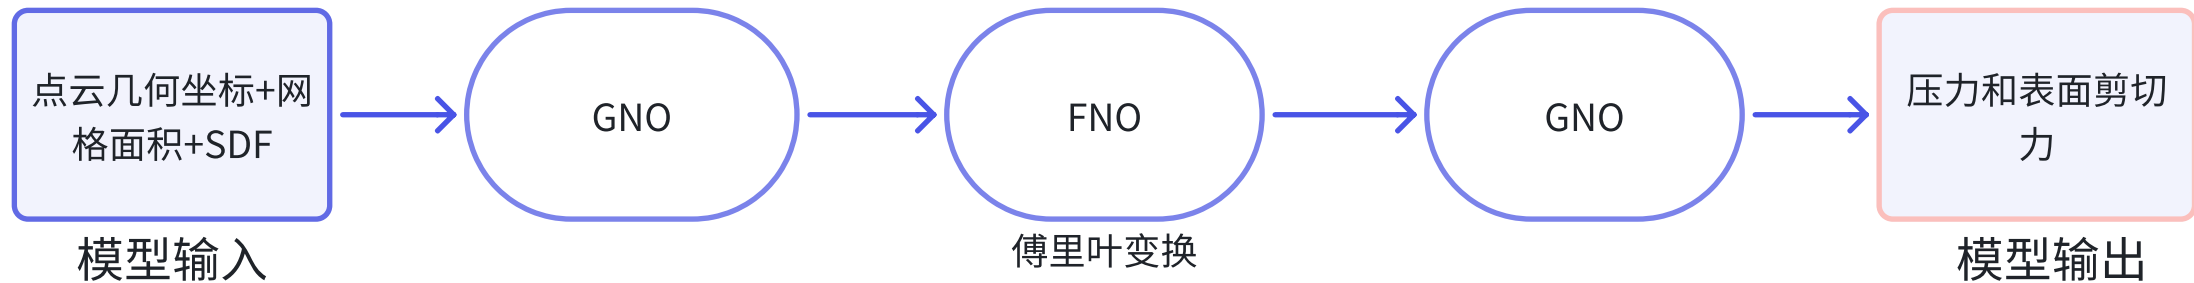 点云几何坐标+网
格面积+SDF
GNO
FNO
GNO
压力和表面剪切
力
模型输入
傅里叶变换
模型输出